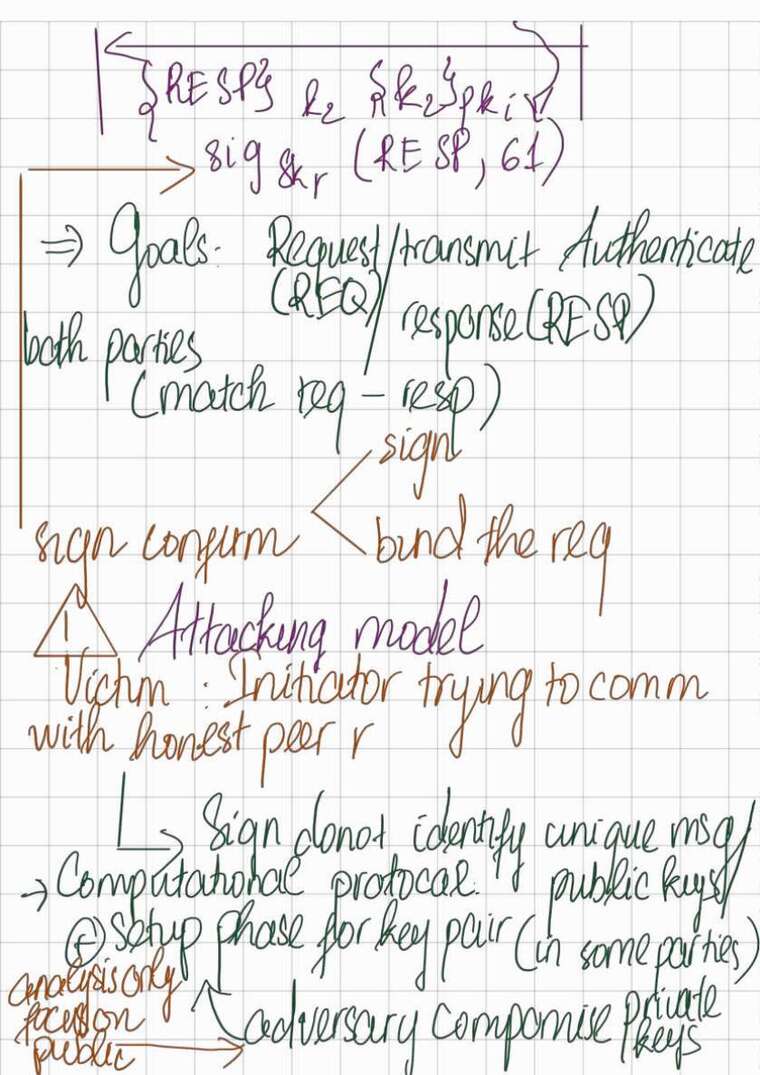 {RESP}k2 {k2}pki
sig skr (RESP, 61)
⇒ Goals: Request/transmit Authenticate
(REQ) response(RESP)
both parties
(match req - resp)
sign
sign confirm
bind the req
! Attacking model
Victim : Initiator trying to comm
with honest peer r
Sign donot identify unique msg/
→ Computational protocal. public keys/
Setup phase for key pair (in some parties)
analysis only
focus on
public
adversary compomise private
/keys